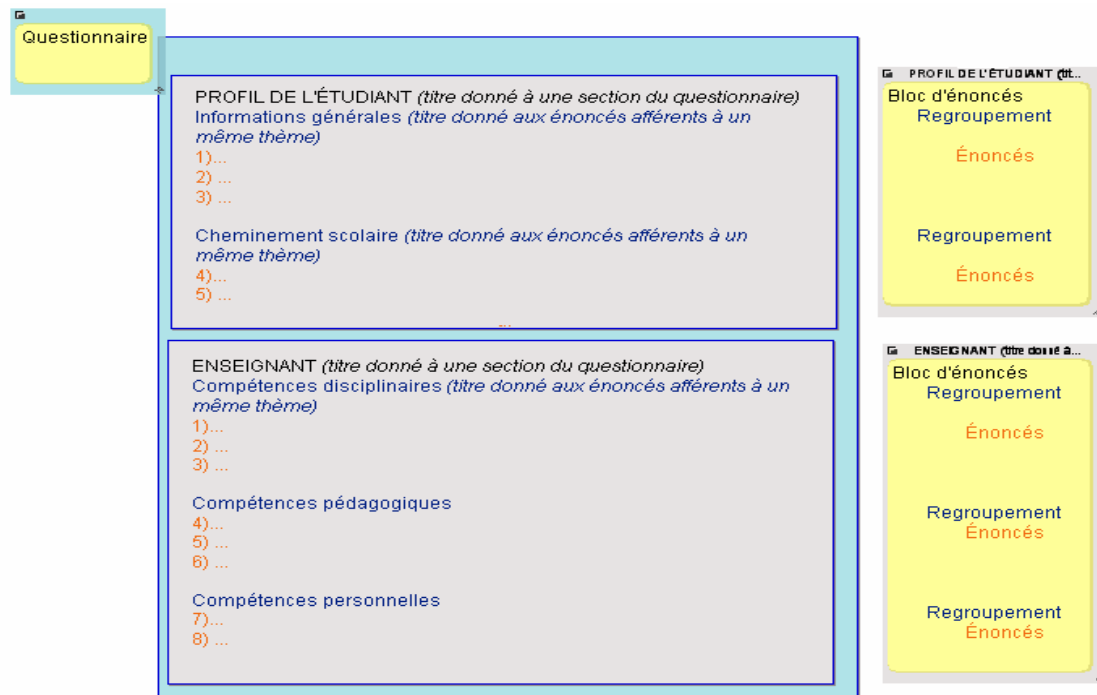 Questionnaire
PROFIL DE L'ÉTUDIANT (titre donné à une section du questionnaire)
Informations générales (titre donné aux énoncés afférents à un
même thème)
1)...
2) ...
3) ...
Cheminement scolaire (titre donné aux énoncés afférents à un
même thème)
4)...
5) ...
...
ENSEIGNANT (titre donné à une section du questionnaire)
Compétences disciplinaires (titre donné aux énoncés afférents à un
même thème)
1)...
2) ...
3) ...
Compétences pédagogiques
4)...
5) ...
6) ...
Compétences personnelles
7)...
8) ...
PROFIL DE L'ÉTUDIANT (tit...
Bloc d'énoncés
Regroupement
Énoncés
Regroupement
Énoncés
ENSEIGNANT (titre donné à...
Bloc d'énoncés
Regroupement
Énoncés
Regroupement
Énoncés
Regroupement
Énoncés